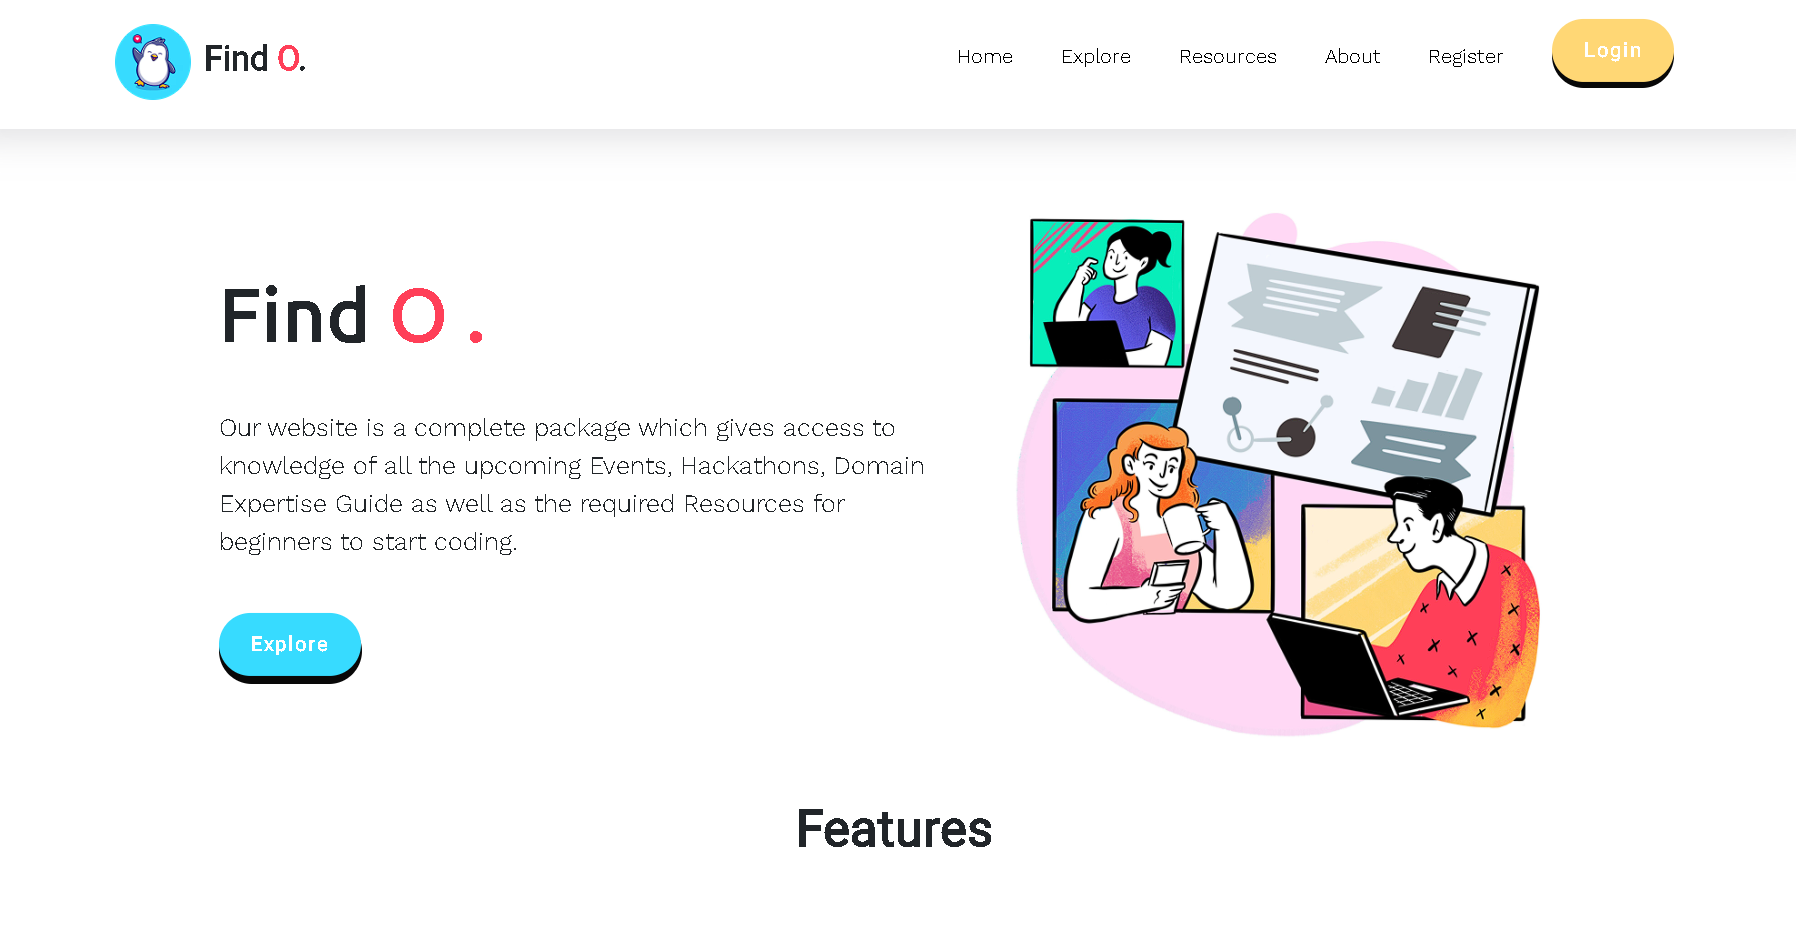 Find O.
Home
Explore
Resources
About
Register
Login
Find O .
Our website is a complete package which gives access to
knowledge of all the upcoming Events, Hackathons, Domain
Expertise Guide as well as the required Resources for
beginners to start coding.
Explore
Features